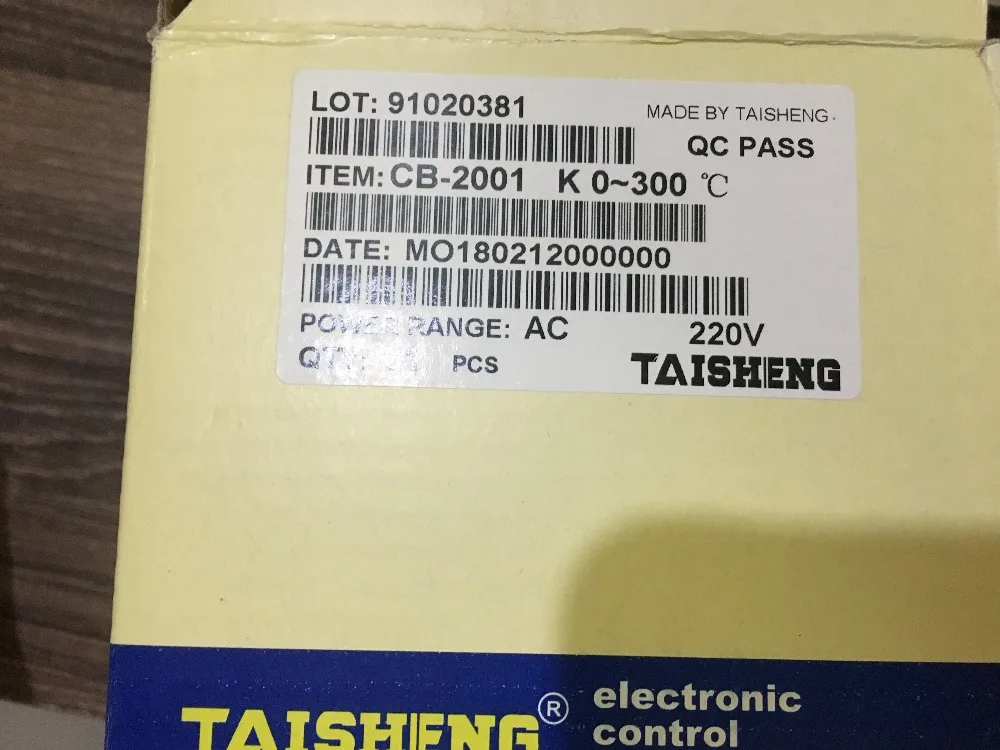 LOT: 91020381
MADE BY TAISHENG
QC PASS
ITEM: CB-2001 K 0~300 ℃
DATE: MO180212000000
POWER RANGE: AC 220V
PCS
TAISHENG
TAISHENG®
electronic
control